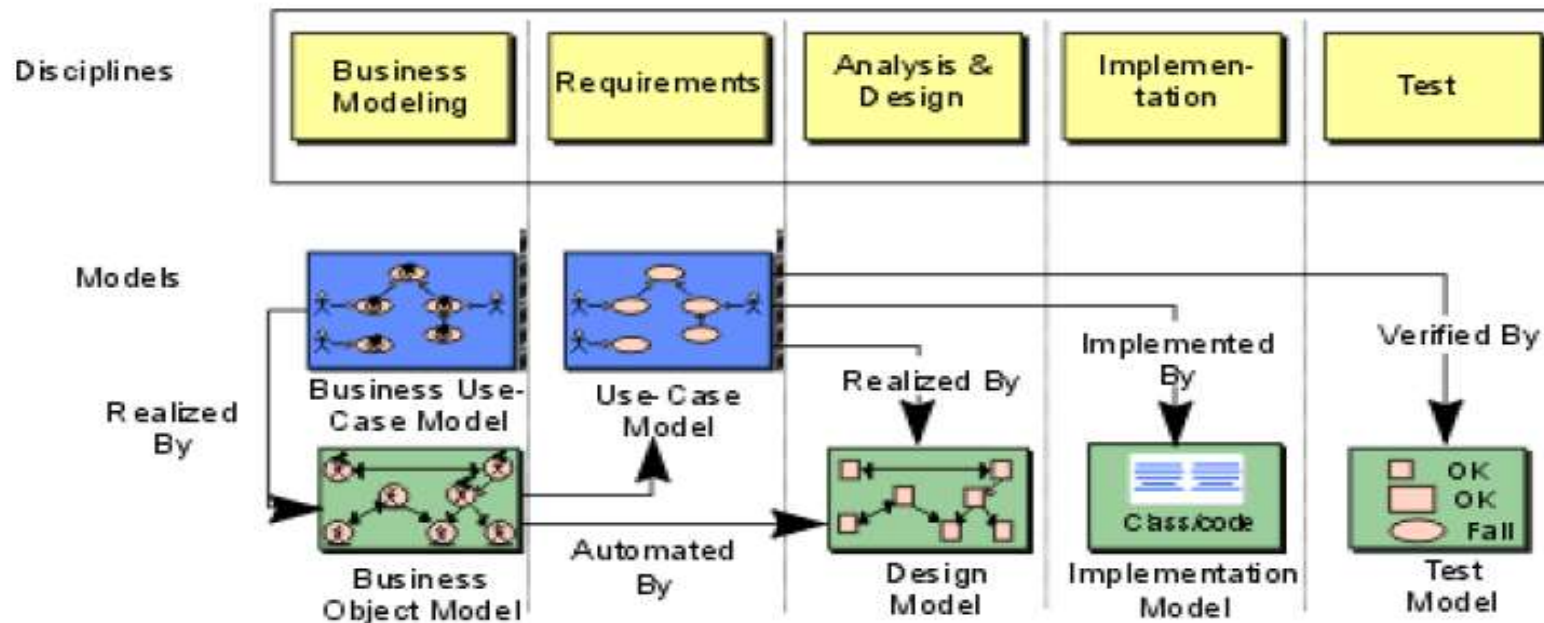 Disciplines
Business
Modeling
Requirements
Analysis &
Design
Implemen-
tation
Test
Models
Business Use-
Case Model
Use- Case
Model
Realized By
Implemented
By
Verified By
Realized
By
Automated
By
Class/code
OK
OK
Fail
Business
Object Model
Design
Model
Implementation
Model
Test
Model